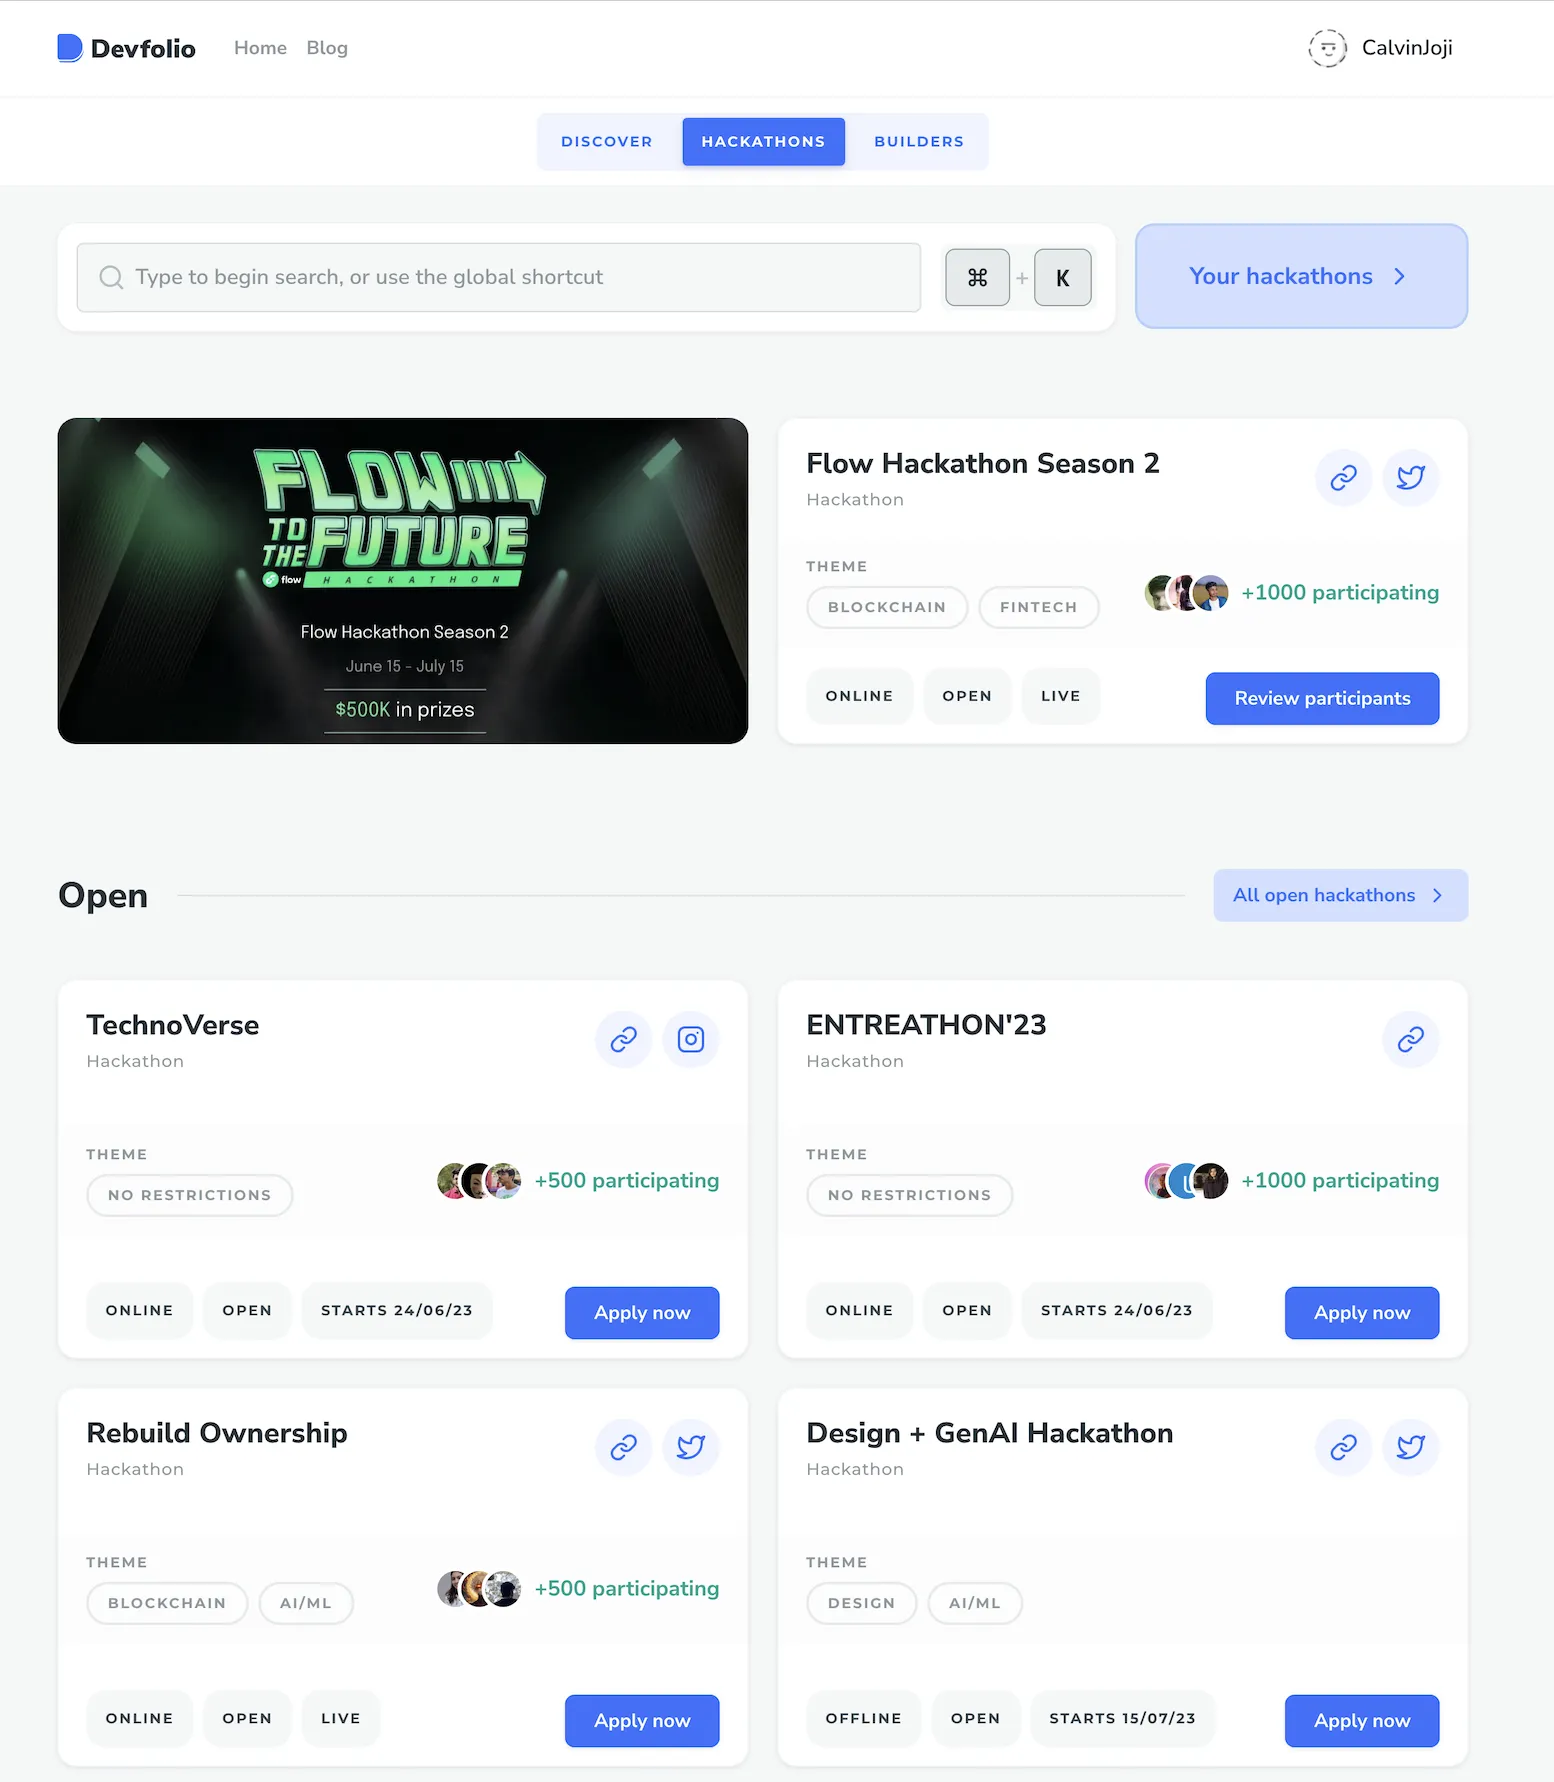 Devfolio
Home
Blog
CalvinJoji
DISCOVER
HACKATHONS
BUILDERS
Type to begin search, or use the global shortcut
⌘ + K
Your hackathons
FLOW
TO THE FUTURE
flow HACKATHON
Flow Hackathon Season 2
June 15 - July 15
$500K in prizes
Flow Hackathon Season 2
Hackathon
THEME
BLOCKCHAIN
FINTECH
+1000 participating
ONLINE
OPEN
LIVE
Review participants
Open
All open hackathons
TechnoVerse
Hackathon
THEME
NO RESTRICTIONS
+500 participating
ONLINE
OPEN
STARTS 24/06/23
Apply now
ENTREATHON'23
Hackathon
THEME
NO RESTRICTIONS
+1000 participating
ONLINE
OPEN
STARTS 24/06/23
Apply now
Rebuild Ownership
Hackathon
THEME
BLOCKCHAIN
AI/ML
+500 participating
ONLINE
OPEN
LIVE
Apply now
Design + GenAI Hackathon
Hackathon
THEME
DESIGN
AI/ML
OFFLINE
OPEN
STARTS 15/07/23
Apply now